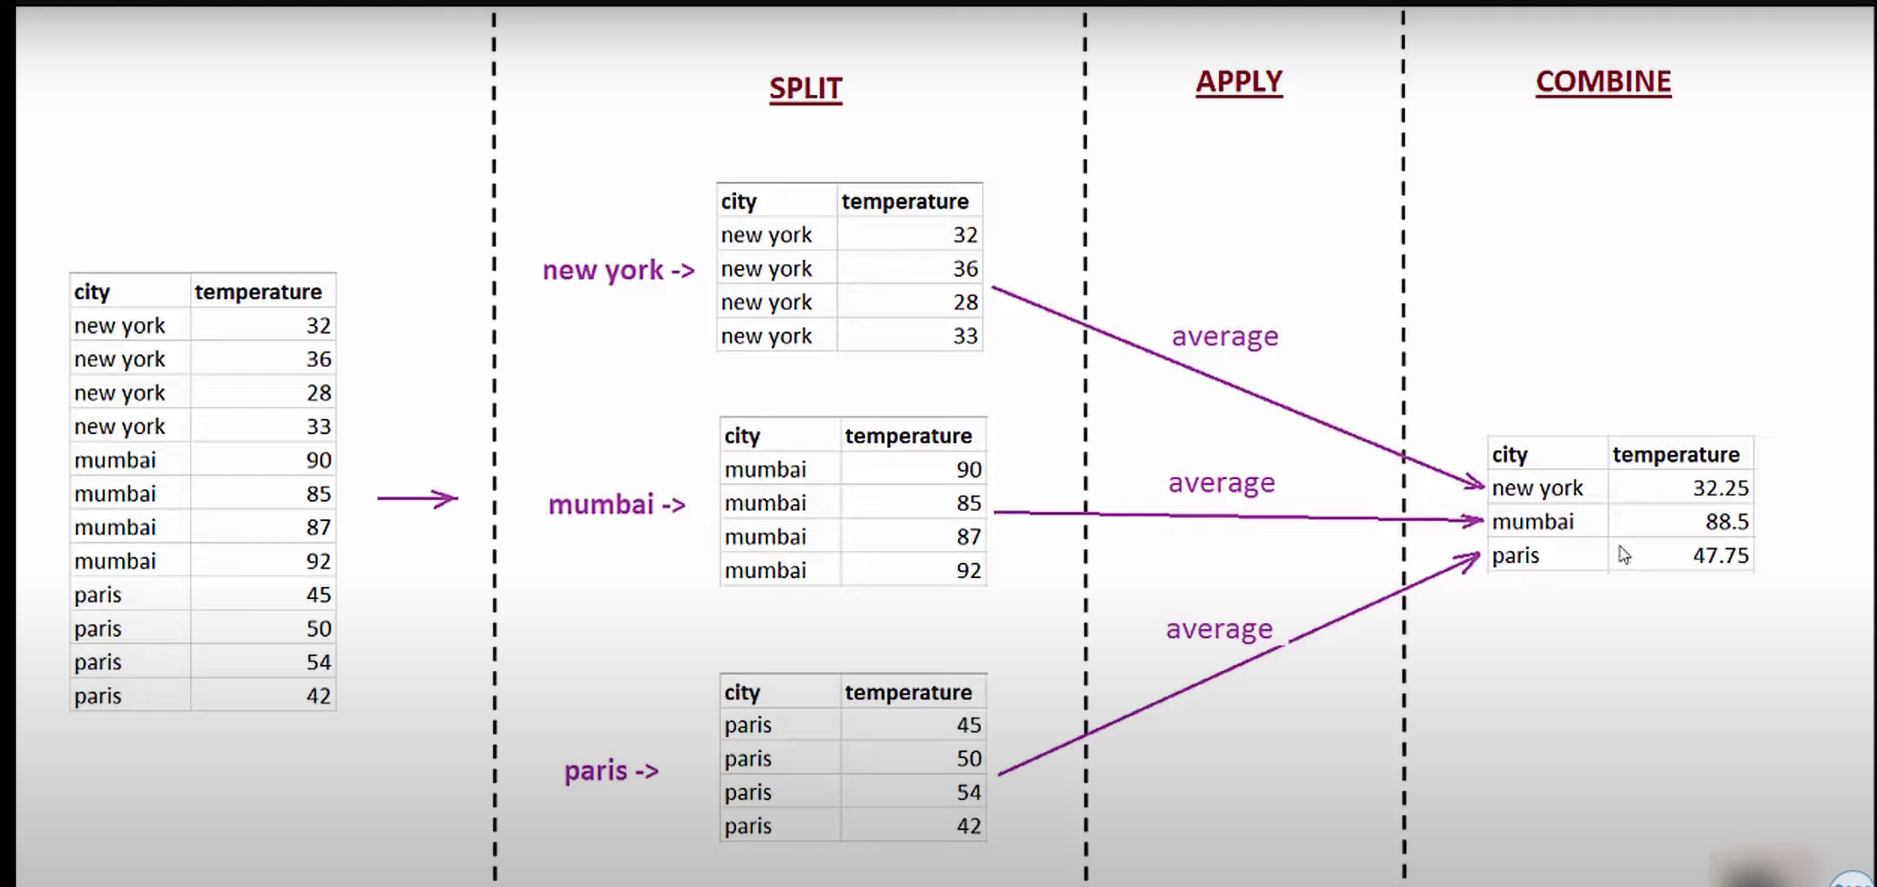 SPLIT
APPLY
COMBINE
city temperature
new york 32
new york 36
new york 28
new york 33
mumbai 90
mumbai 85
mumbai 87
mumbai 92
paris 45
paris 50
paris 54
paris 42
new york ->
city temperature
new york 32
new york 36
new york 28
new york 33
mumbai ->
city temperature
mumbai 90
mumbai 85
mumbai 87
mumbai 92
paris ->
city temperature
paris 45
paris 50
paris 54
paris 42
average
average
average
city temperature
new york 32.25
mumbai 88.5
paris 47.75